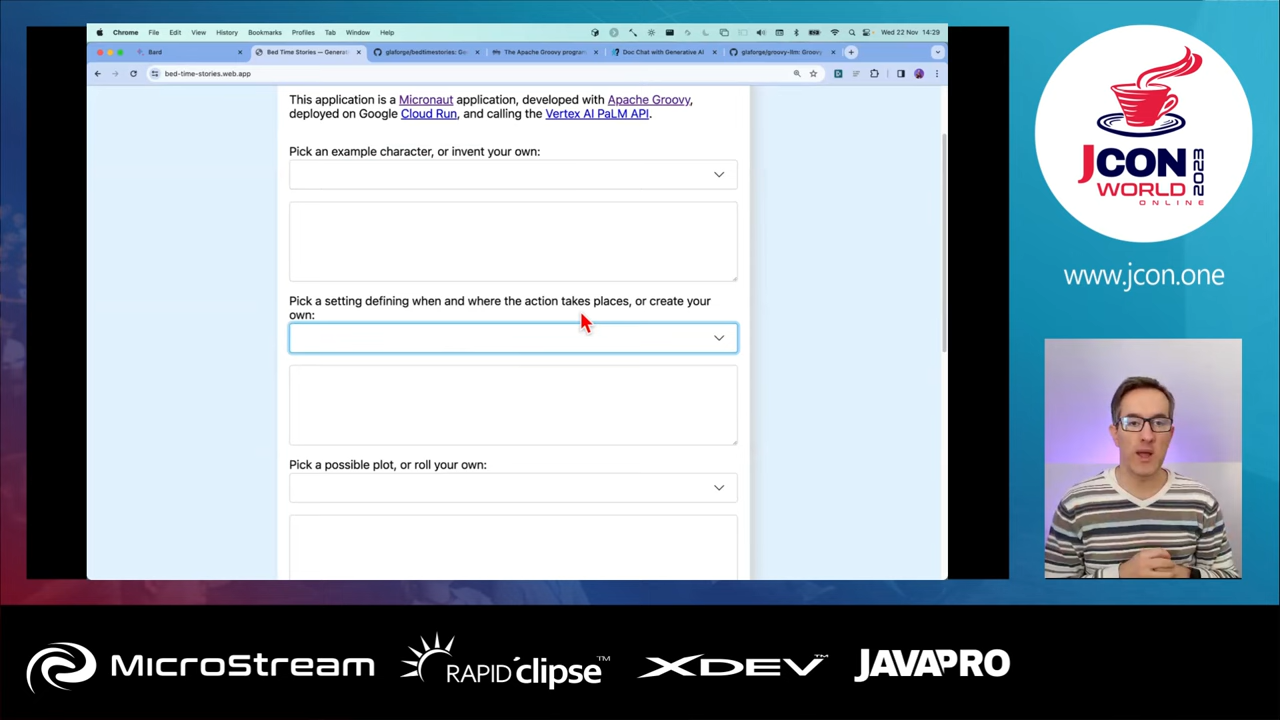 Chrome File Edit View History Bookmarks Profiles Tab Window Help Wed 22 Nov 14:29
Bard
Bed Time Stories — Generat
glaforge/bedtimestories: Ge
The Apache Groovy program
Doc Chat with Generative AI
glaforge/groovy-llm: Groovy
bed-time-stories.web.app
This application is a Micronaut application, developed with Apache Groovy,
deployed on Google Cloud Run, and calling the Vertex AI PaLM API.
Pick an example character, or invent your own:
Pick a setting defining when and where the action takes places, or create your
own:
Pick a possible plot, or roll your own:
JCON
WORLD
ONLINE
2023
www.jcon.one
MICROSTREAM
RAPID'clipse™
XDEV™
JAVAPRO